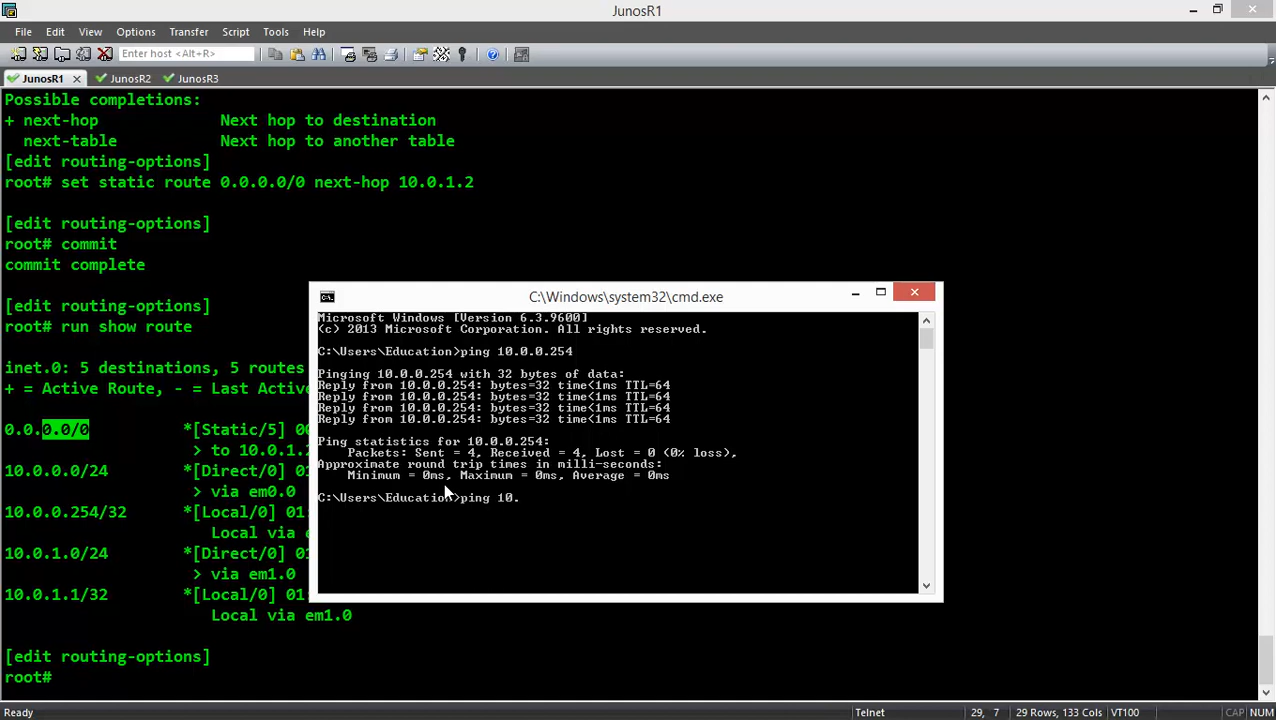 JunosR1
File Edit View Options Transfer Script Tools Help
Enter host <Alt+R>
JunosR1 JunosR2 JunosR3
Possible completions:
+ next-hop Next hop to destination
next-table Next hop to another table
[edit routing-options]
root# set static route 0.0.0.0/0 next-hop 10.0.1.2
[edit routing-options]
root# commit
commit complete
[edit routing-options]
root# run show route
inet.0: 5 destinations, 5 routes
+ = Active Route, - = Last Active
0.0.0.0/0 *[Static/5] 00
> to 10.0.1.2
10.0.0.0/24 *[Direct/0] 01
> via em0.0
10.0.0.254/32 *[Local/0] 01:
Local via e
10.0.1.0/24 *[Direct/0] 01
> via em1.0
10.0.1.1/32 *[Local/0] 01:
Local via em1.0
[edit routing-options]
root#
C:\Windows\system32\cmd.exe
Microsoft Windows [Version 6.3.9600]
(c) 2013 Microsoft Corporation. All rights reserved.
C:\Users\Education>ping 10.0.0.254
Pinging 10.0.0.254 with 32 bytes of data:
Reply from 10.0.0.254: bytes=32 time<1ms TTL=64
Reply from 10.0.0.254: bytes=32 time<1ms TTL=64
Reply from 10.0.0.254: bytes=32 time<1ms TTL=64
Reply from 10.0.0.254: bytes=32 time<1ms TTL=64
Ping statistics for 10.0.0.254:
Packets: Sent = 4, Received = 4, Lost = 0 (0% loss),
Approximate round trip times in milli-seconds:
Minimum = 0ms, Maximum = 0ms, Average = 0ms
C:\Users\Education>ping 10.
Ready Telnet 29, 7 29 Rows, 133 Cols VT100 CAP NUM